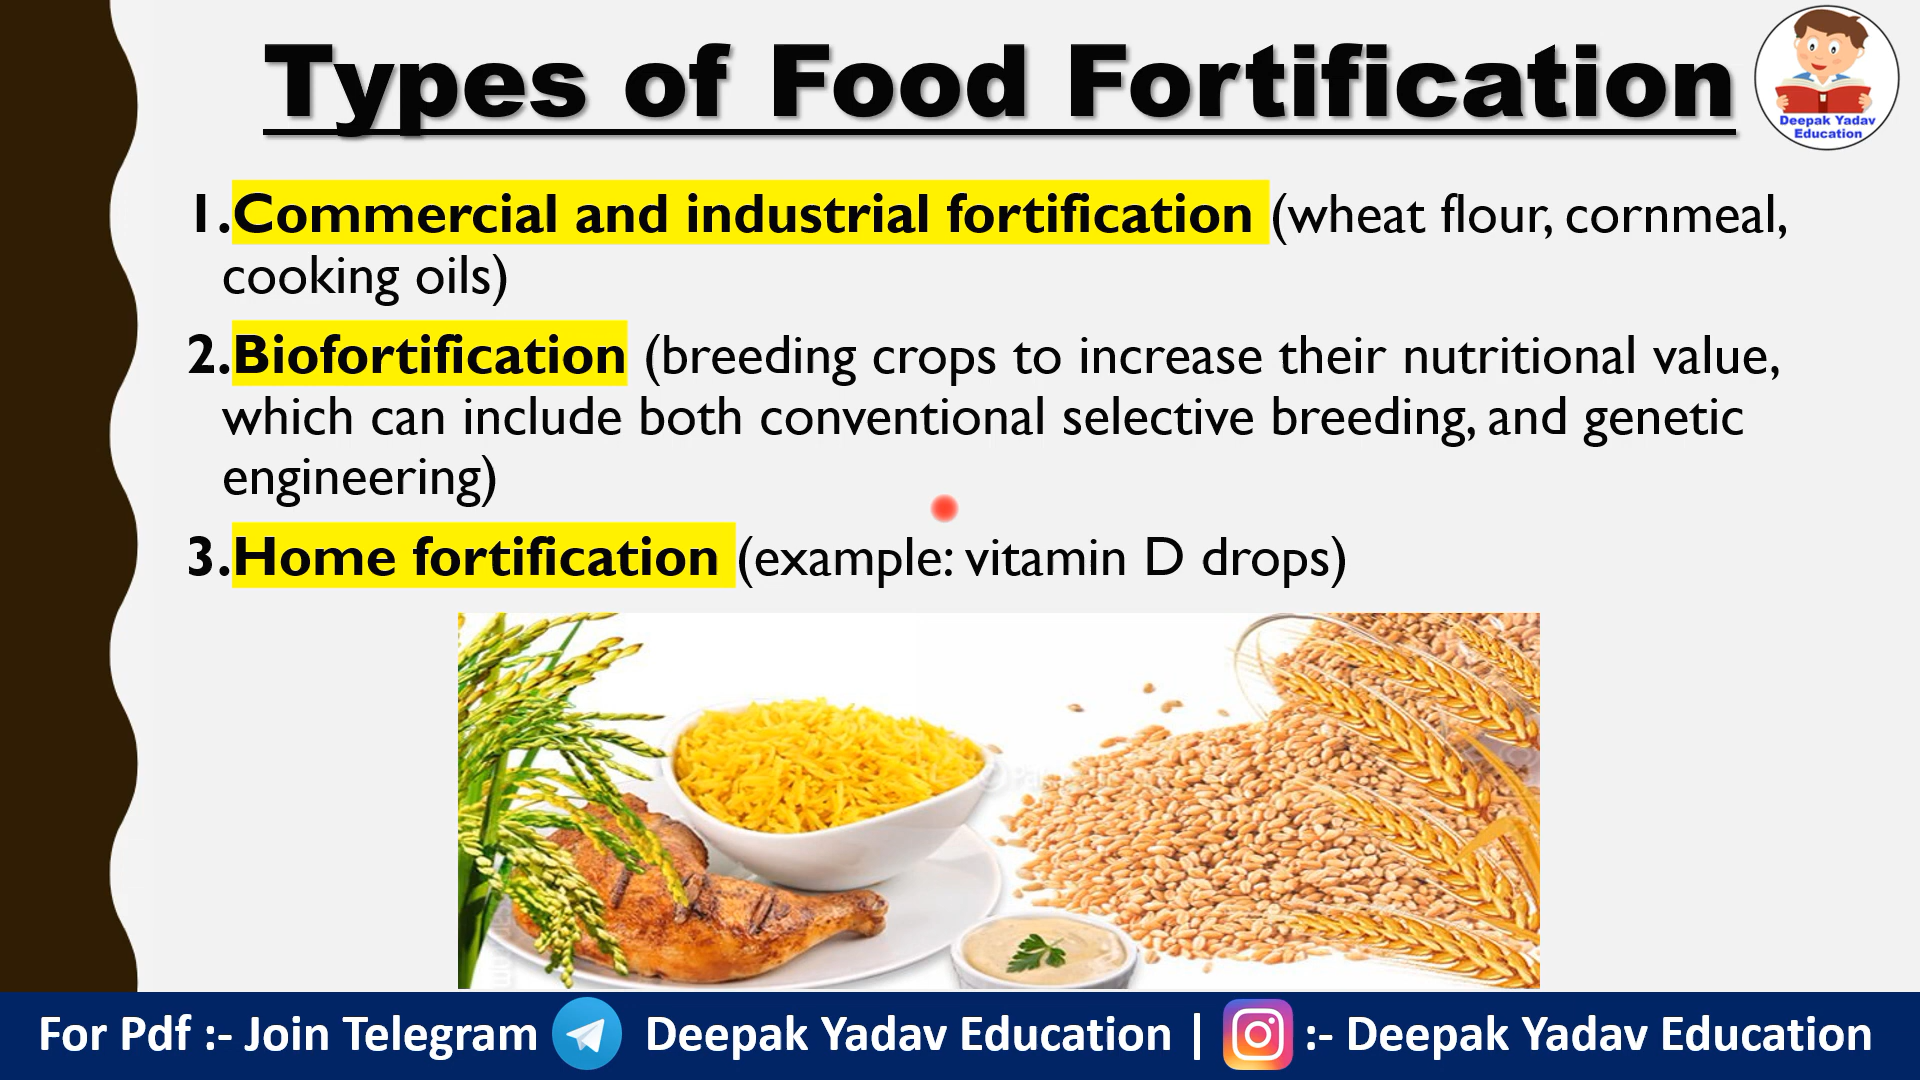 Types of Food Fortification
Deepak Yadav
Education
1.Commercial and industrial fortification (wheat flour, cornmeal,
cooking oils)
2.Biofortification (breeding crops to increase their nutritional value,
which can include both conventional selective breeding, and genetic
engineering)
3.Home fortification (example: vitamin D drops)
For Pdf :- Join Telegram Deepak Yadav Education | :- Deepak Yadav Education